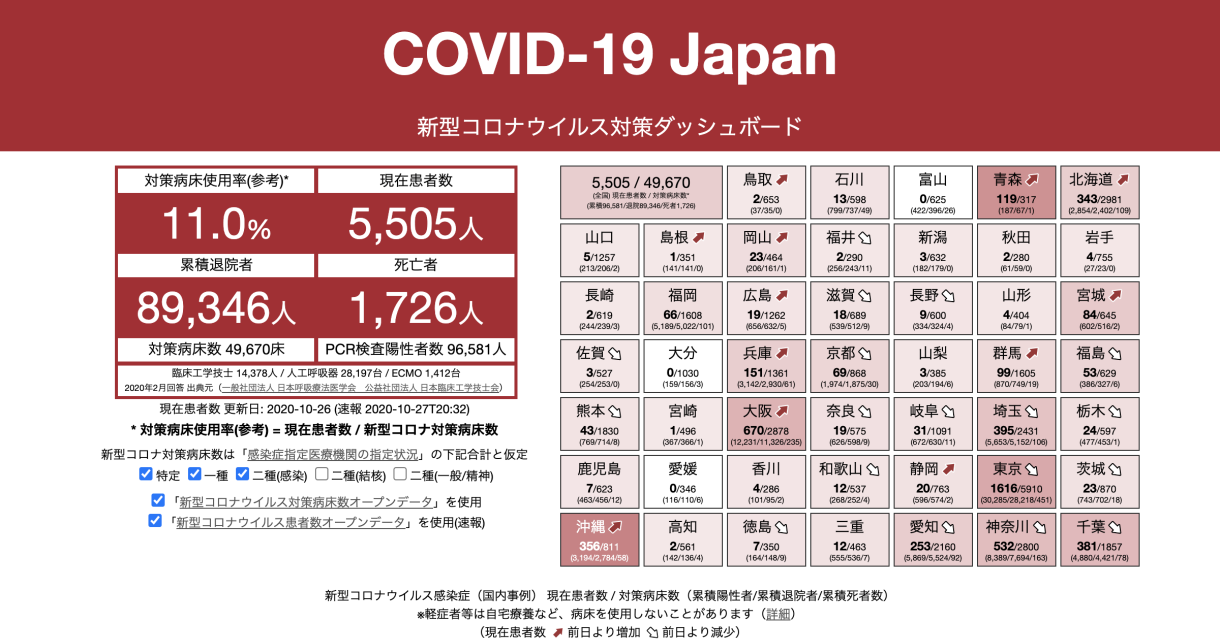 COVID-19 Japan
新型コロナウイルス対策ダッシュボード
対策病床使用率(参考)*
現在患者数
11.0%
5,505人
累積退院者
死亡者
89,346人
1,726人
対策病床数 49,670床
PCR検査陽性者数 96,581人
臨床工学技士 14,378人 / 人工呼吸器 28,197台 / ECMO 1,412台
2020年2月回答 出典元（一般社団法人 日本呼吸療法医学会　公益社団法人 日本臨床工学技士会）
現在患者数 更新日: 2020-10-26 (速報 2020-10-27T20:32)
* 対策病床使用率(参考) = 現在患者数 / 新型コロナ対策病床数
新型コロナ対策病床数は「感染症指定医療機関の指定状況」の下記合計と仮定
特定 一種 二種(感染) 二種(結核) 二種(一般/精神)
「新型コロナウイルス対策病床数オープンデータ」を使用
「新型コロナウイルス患者数オープンデータ」を使用(速報)
5,505 / 49,670
(全国) 現在患者数 / 対策病床数*
(累積96,581/退院89,346/死者1,726)
鳥取
2/653
(37/35/0)
石川
13/598
(799/737/49)
富山
0/625
(422/396/26)
青森
119/317
(187/67/1)
北海道
343/2981
(2,854/2,402/109)
山口
5/1257
(213/206/2)
島根
1/351
(141/141/0)
岡山
23/464
(206/161/1)
福井
2/290
(256/243/11)
新潟
3/632
(182/179/0)
秋田
2/280
(61/59/0)
岩手
4/755
(27/23/0)
長崎
2/619
(244/239/3)
福岡
66/1608
(5,189/5,022/101)
広島
19/1262
(656/632/5)
滋賀
18/689
(539/512/9)
長野
9/600
(334/324/4)
山形
4/404
(84/79/1)
宮城
84/645
(602/516/2)
佐賀
3/527
(254/253/0)
大分
0/1030
(159/156/3)
兵庫
151/1361
(3,142/2,930/61)
京都
69/868
(1,974/1,875/30)
山梨
3/385
(203/194/6)
群馬
99/1605
(870/749/19)
福島
53/629
(386/327/6)
熊本
43/1830
(769/714/8)
宮崎
1/496
(367/366/1)
大阪
670/2878
(12,231/11,326/235)
奈良
19/575
(626/598/9)
岐阜
31/1091
(672/630/11)
埼玉
395/2431
(5,653/5,152/106)
栃木
24/597
(477/453/1)
鹿児島
7/623
(463/456/12)
愛媛
0/346
(116/110/6)
香川
4/286
(101/95/2)
和歌山
12/537
(268/252/4)
静岡
20/763
(596/574/2)
東京
1616/5910
(30,285/28,218/451)
茨城
23/870
(743/702/18)
沖縄
356/811
(3,194/2,784/58)
高知
2/561
(142/136/4)
徳島
7/350
(164/148/9)
三重
12/463
(555/536/7)
愛知
253/2160
(5,869/5,524/92)
神奈川
532/2800
(8,389/7,694/163)
千葉
381/1857
(4,880/4,421/78)
新型コロナウイルス感染症（国内事例） 現在患者数 / 対策病床数（累積陽性者/累積退院者/累積死者数）
※軽症者等は自宅療養など、病床を使用しないことがあります（詳細）
（現在患者数 前日より増加 前日より減少）